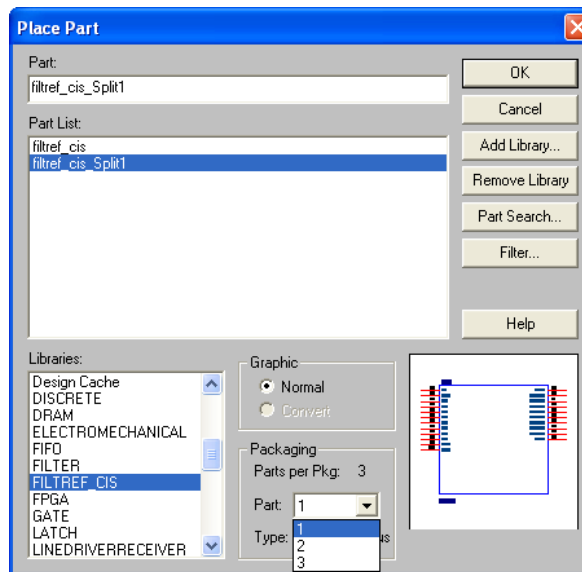 Place Part
Part:
filtref_cis_Split1
OK
Cancel
Part List:
filtref_cis
filtref_cis_Split1
Add Library...
Remove Library
Part Search...
Filter...
Help
Libraries:
Design Cache
DISCRETE
DRAM
ELECTROMECHANICAL
FIFO
FILTER
FILTREF_CIS
FPGA
GATE
LATCH
LINEDRIVERRECEIVER
Graphic
Normal
Convert
Packaging
Parts per Pkg: 3
Part: 1
Type:
1
2
3